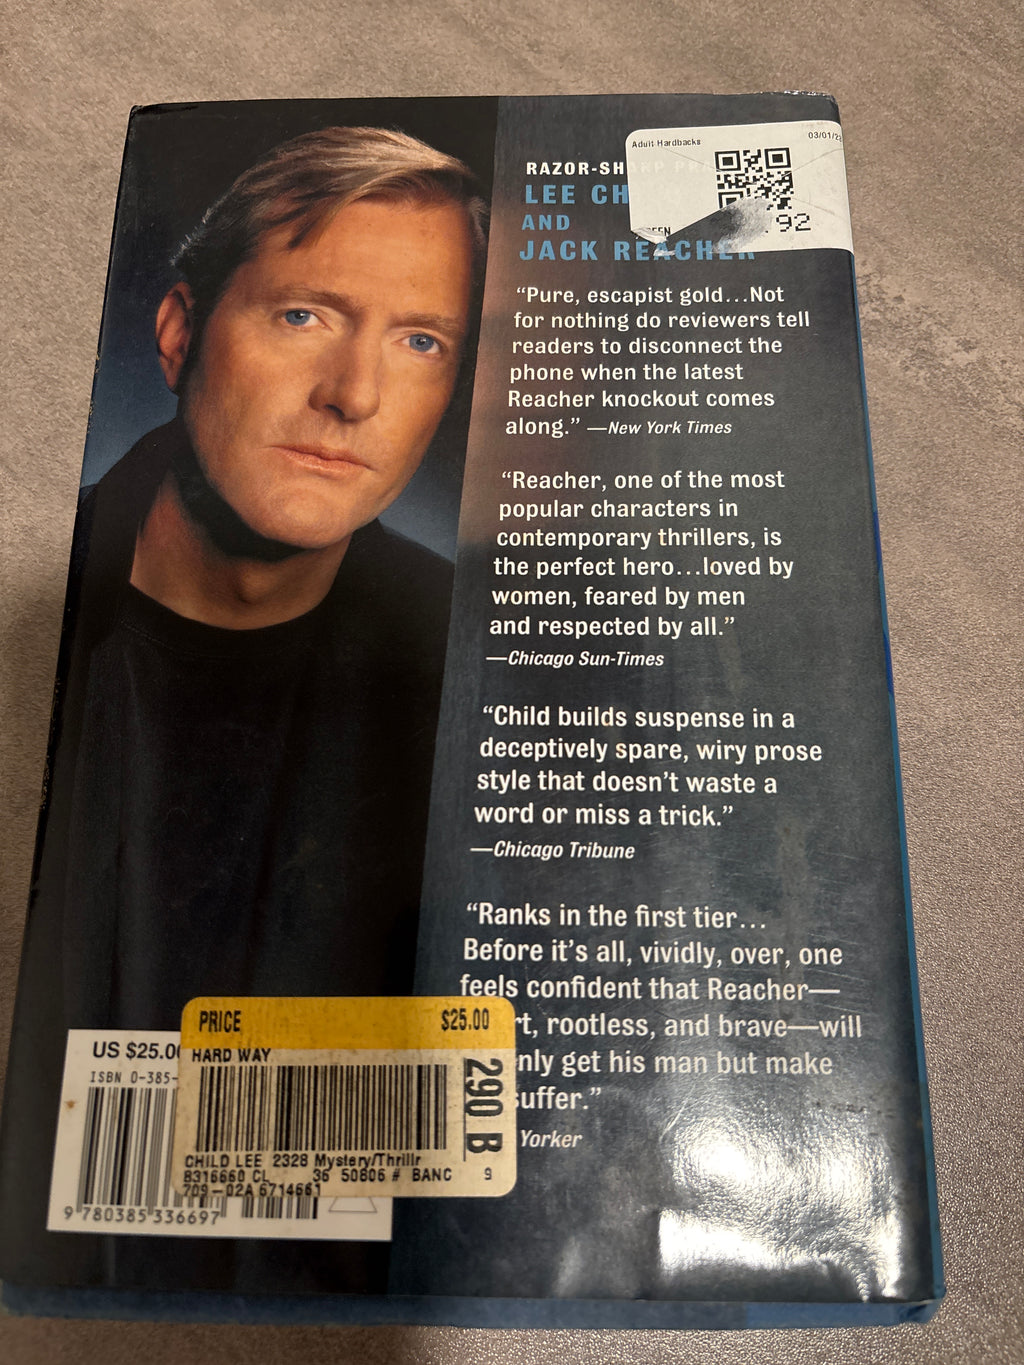 Adult Hardbacks
03/01/2
92
RAZOR-SH
LEE CH
AND
JACK REACHER
“Pure, escapist gold...Not
for nothing do reviewers tell
readers to disconnect the
phone when the latest
Reacher knockout comes
along.” —New York Times
“Reacher, one of the most
popular characters in
contemporary thrillers, is
the perfect hero...loved by
women, feared by men
and respected by all.”
—Chicago Sun-Times
“Child builds suspense in a
deceptively spare, wiry prose
style that doesn’t waste a
word or miss a trick.”
—Chicago Tribune
“Ranks in the first tier...
Before it’s all, vividly, over, one
feels confident that Reacher—
rt, rootless, and brave—will
nly get his man but make
suffer.”
Yorker
PRICE $25.00
HARD WAY
290 B
CHILD LEE 2328 Mystery/Thrillr
8316660 CL 36 50806 # BANC 9
709-02A 6714661
US $25.00
ISBN 0-385-
9 780385 336697